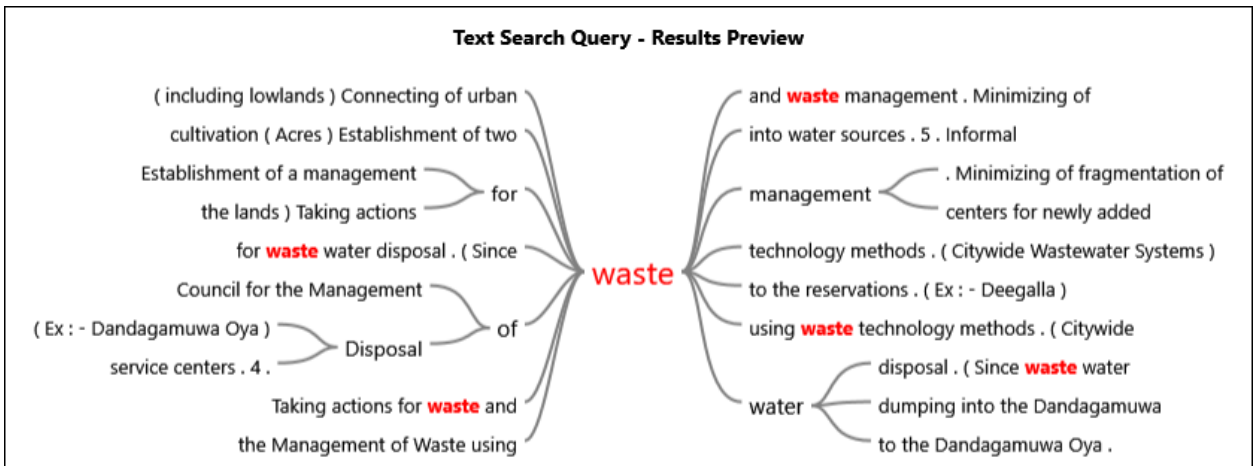 Text Search Query - Results Preview
( including lowlands ) Connecting of urban
cultivation ( Acres ) Establishment of two
Establishment of a management
the lands ) Taking actions
for
for waste water disposal . ( Since
Council for the Management
( Ex : - Dandagamuwa Oya )
service centers . 4 .
Disposal
of
Taking actions for waste and
the Management of Waste using
waste
and waste management . Minimizing of
into water sources . 5 . Informal
management
. Minimizing of fragmentation of
centers for newly added
technology methods . ( Citywide Wastewater Systems )
to the reservations . ( Ex : - Deegalla )
using waste technology methods . ( Citywide
water
disposal . ( Since waste water
dumping into the Dandagamuwa
to the Dandagamuwa Oya .